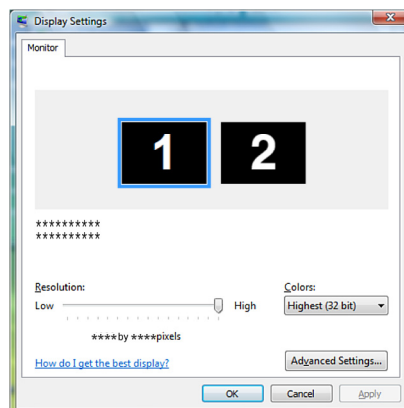 Display Settings
Monitor
1 2
**********
**********
Resolution:
Colors:
Low High
Highest (32 bit)
****by ****pixels
How do I get the best display?
Advanced Settings...
OK Cancel Apply